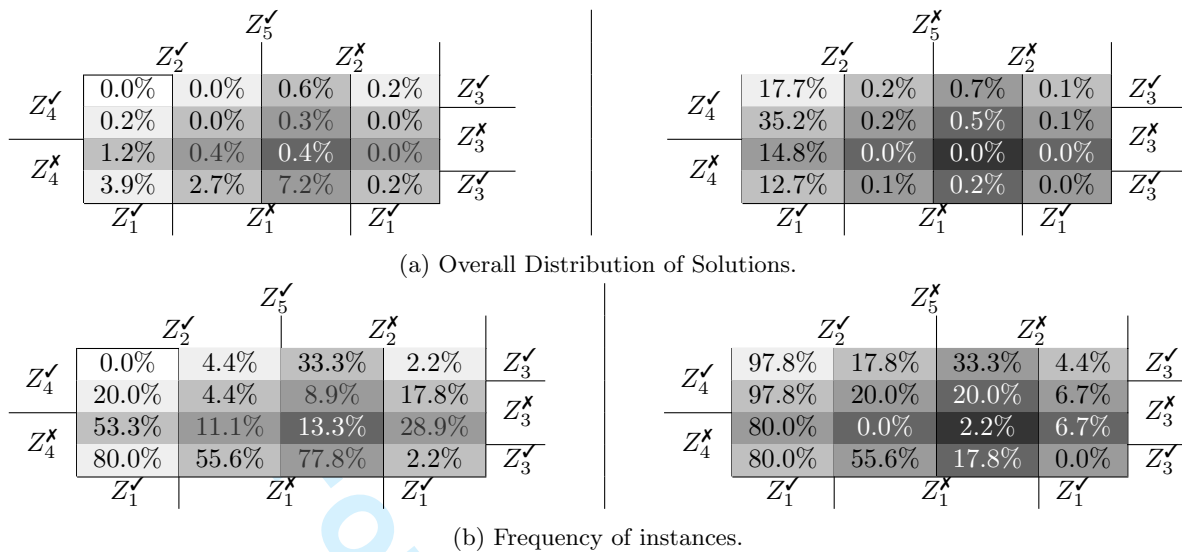 Z₅✓ Z₅✗
Z₂✓ Z₂✗ Z₂✓ Z₂✗
Z₄✓ 0.0% 0.0% 0.6% 0.2% Z₃✓ Z₄✓ 17.7% 0.2% 0.7% 0.1% Z₃✓
0.2% 0.0% 0.3% 0.0% Z₃✗ 35.2% 0.2% 0.5% 0.1% Z₃✗
Z₄✗ 1.2% 0.4% 0.4% 0.0% Z₄✗ 14.8% 0.0% 0.0% 0.0%
3.9% 2.7% 7.2% 0.2% Z₃✓ 12.7% 0.1% 0.2% 0.0% Z₃✓
Z₁✓ Z₁✗ Z₁✓ Z₁✓ Z₁✗ Z₁✓
(a) Overall Distribution of Solutions.
Z₅✓ Z₅✗
Z₂✓ Z₂✗ Z₂✓ Z₂✗
Z₄✓ 0.0% 4.4% 33.3% 2.2% Z₃✓ Z₄✓ 97.8% 17.8% 33.3% 4.4% Z₃✓
20.0% 4.4% 8.9% 17.8% Z₃✗ 97.8% 20.0% 20.0% 6.7% Z₃✗
Z₄✗ 53.3% 11.1% 13.3% 28.9% Z₄✗ 80.0% 0.0% 2.2% 6.7%
80.0% 55.6% 77.8% 2.2% Z₃✓ 80.0% 55.6% 17.8% 0.0% Z₃✓
Z₁✓ Z₁✗ Z₁✓ Z₁✓ Z₁✗ Z₁✓
(b) Frequency of instances.